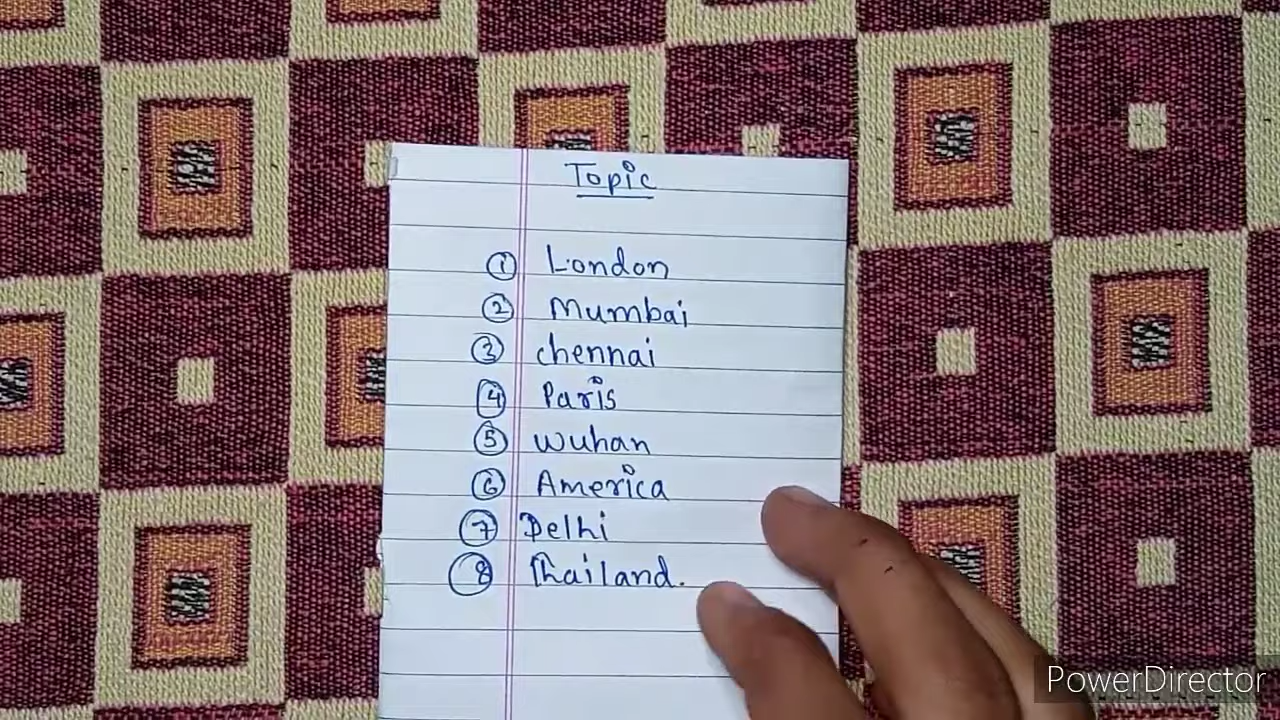 Topic
① London
② Mumbai
③ chennai
④ Paris
⑤ wuhan
⑥ America
⑦ Delhi
⑧ Thailand.
PowerDirector